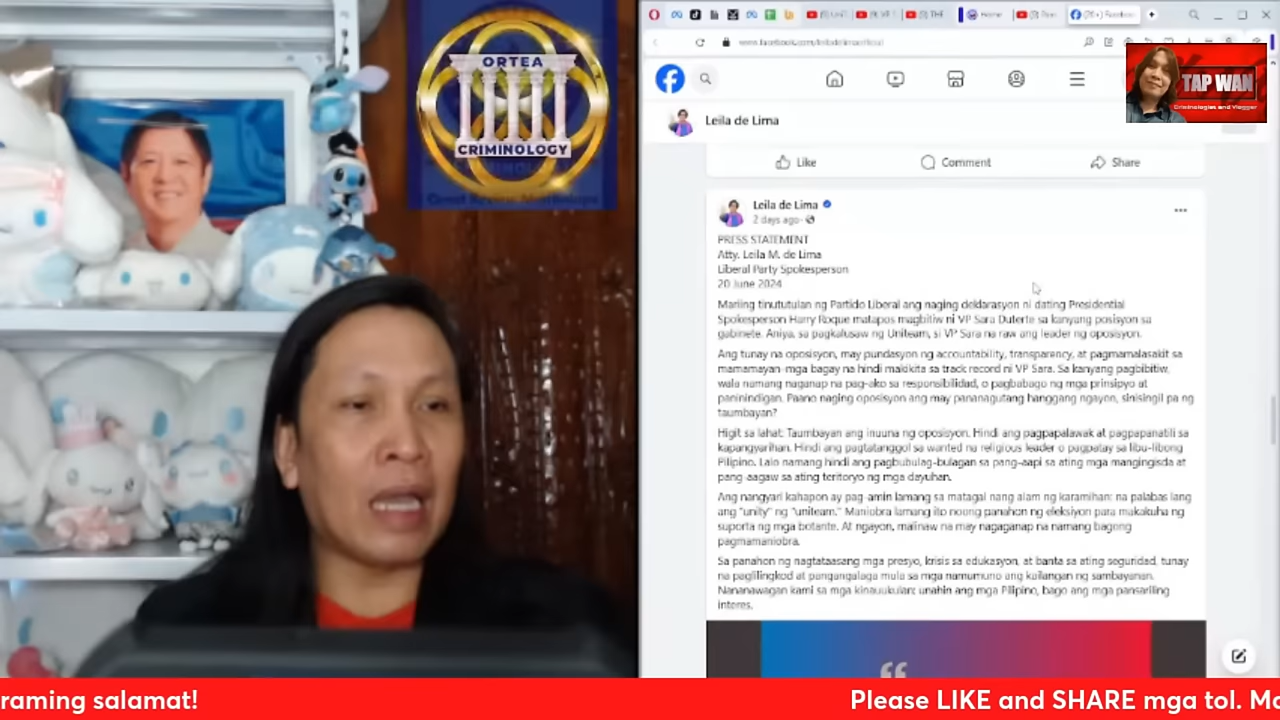 ORTEA
CRIMINOLOGY
www.facebook.com/leiladelimaofficial
TAP WAN
Criminologist and Vlogger
Leila de Lima
Like
Comment
Share
Leila de Lima
2 days ago
PRESS STATEMENT
Atty. Leila M. de Lima
Liberal Party Spokesperson
20 June 2024
Mariing tinututulan ng Partido Liberal ang naging deklarasyon ni dating Presidential
Spokesperson Harry Roque matapos magbitiw ni VP Sara Duterte sa kanyang posisyon sa
gabinete. Aniya, sa pagkalusaw ng Uniteam, si VP Sara na raw ang leader ng oposisyon.
Ang tunay na oposisyon, may pundasyon ng accountability, transparency, at pagmamalasakit sa
mamamayan-mga bagay na hindi makikita sa track record ni VP Sara. Sa kanyang pagbibitiw,
wala namang naganap na pag-ako sa responsibilidad, o pagbabago ng mga prinsipyo at
paninindigan. Paano naging oposisyon ang may pananagutang hanggang ngayon, sinisingil pa ng
taumbayan?
Higit sa lahat: Taumbayan ang inuuna ng oposisyon. Hindi ang pagpapalawak at pagpapanatili sa
kapangyarihan. Hindi ang pagtatanggol sa wanted na religious leader o pagpatay sa libu-libong
Pilipino. Lalo namang hindi ang pagbubulag-bulagan sa pang-aapi sa ating mga mangingisda at
pang-aagaw sa ating teritoryo ng mga dayuhan.
Ang nangyari kahapon ay pag-amin lamang sa matagal nang alam ng karamihan: na palabas lang
ang "unity" ng "uniteam." Maniobra lamang ito noong panahon ng eleksiyon para makakuha ng
suporta ng mga botante. At ngayon, malinaw na may nagaganap na namang bagong
pagmamaniobra.
Sa panahon ng nagtataasang mga presyo, krisis sa edukasyon, at banta sa ating seguridad, tunay
na paglilingkod at pangangalaga mula sa mga namumuno ang kailangan ng sambayanan.
Nananawagan kami sa mga kinauukulan: unahin ang mga Pilipino, bago ang mga pansariling
interes.
raming salamat!
Please LIKE and SHARE mga tol. Ma